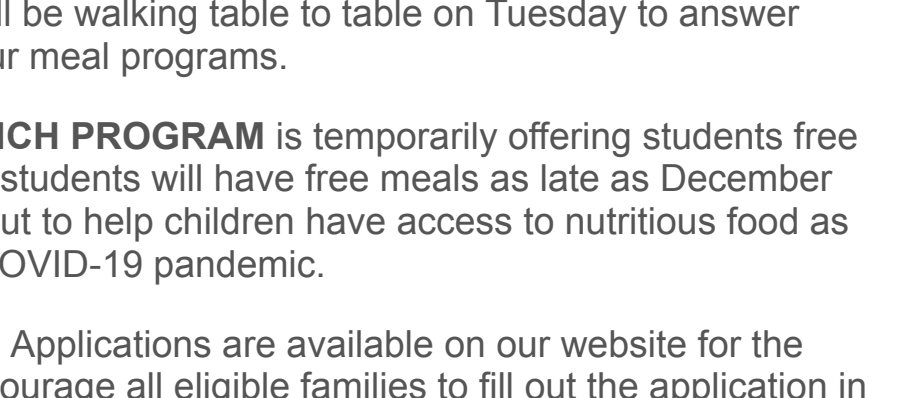 ll be walking table to table on Tuesday to answer
ur meal programs.
NCH PROGRAM is temporarily offering students free
students will have free meals as late as December
ut to help children have access to nutritious food as
OVID-19 pandemic.
Applications are available on our website for the
ourage all eligible families to fill out the application in